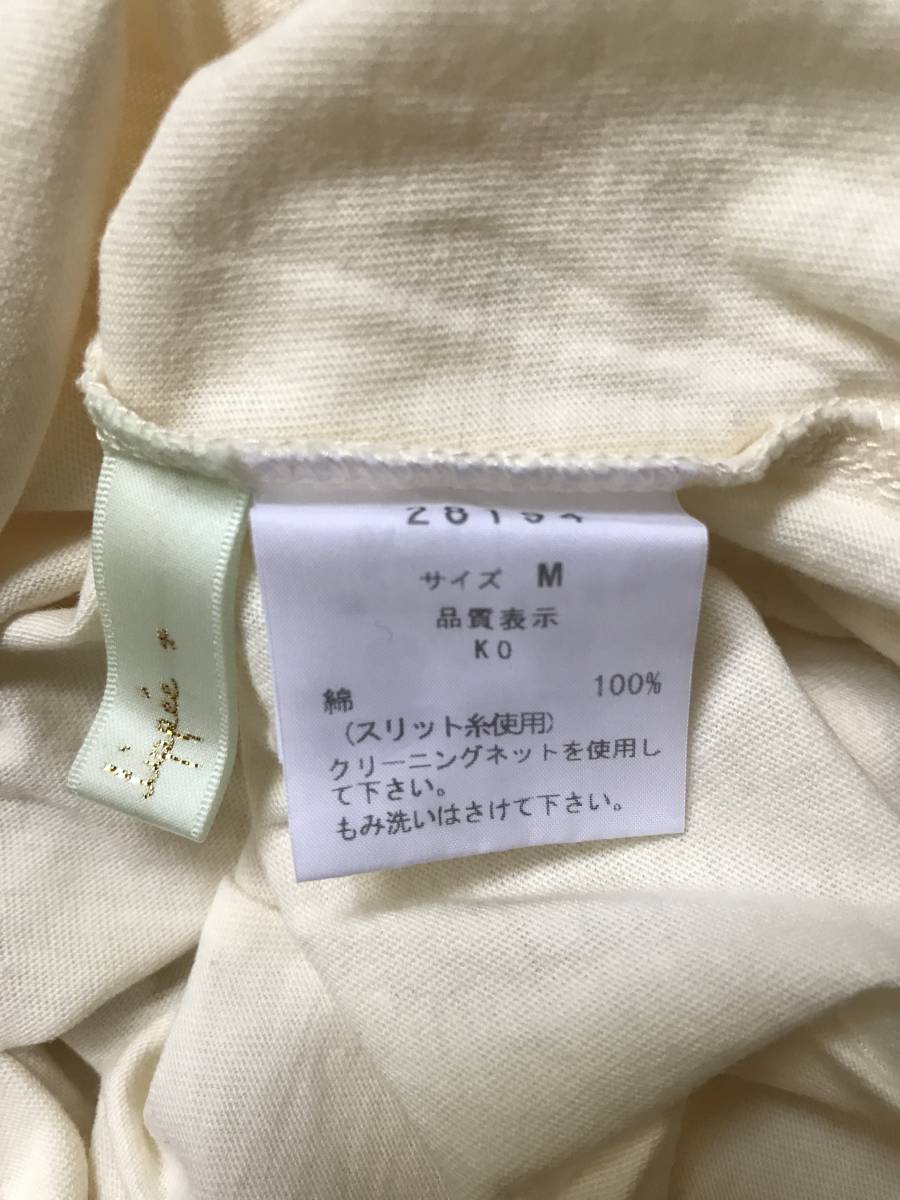 サイズ M
品質表示
KO
綿 100%
(スリット糸使用)
クリーニングネットを使用し
て下さい。
もみ洗いはさけて下さい。